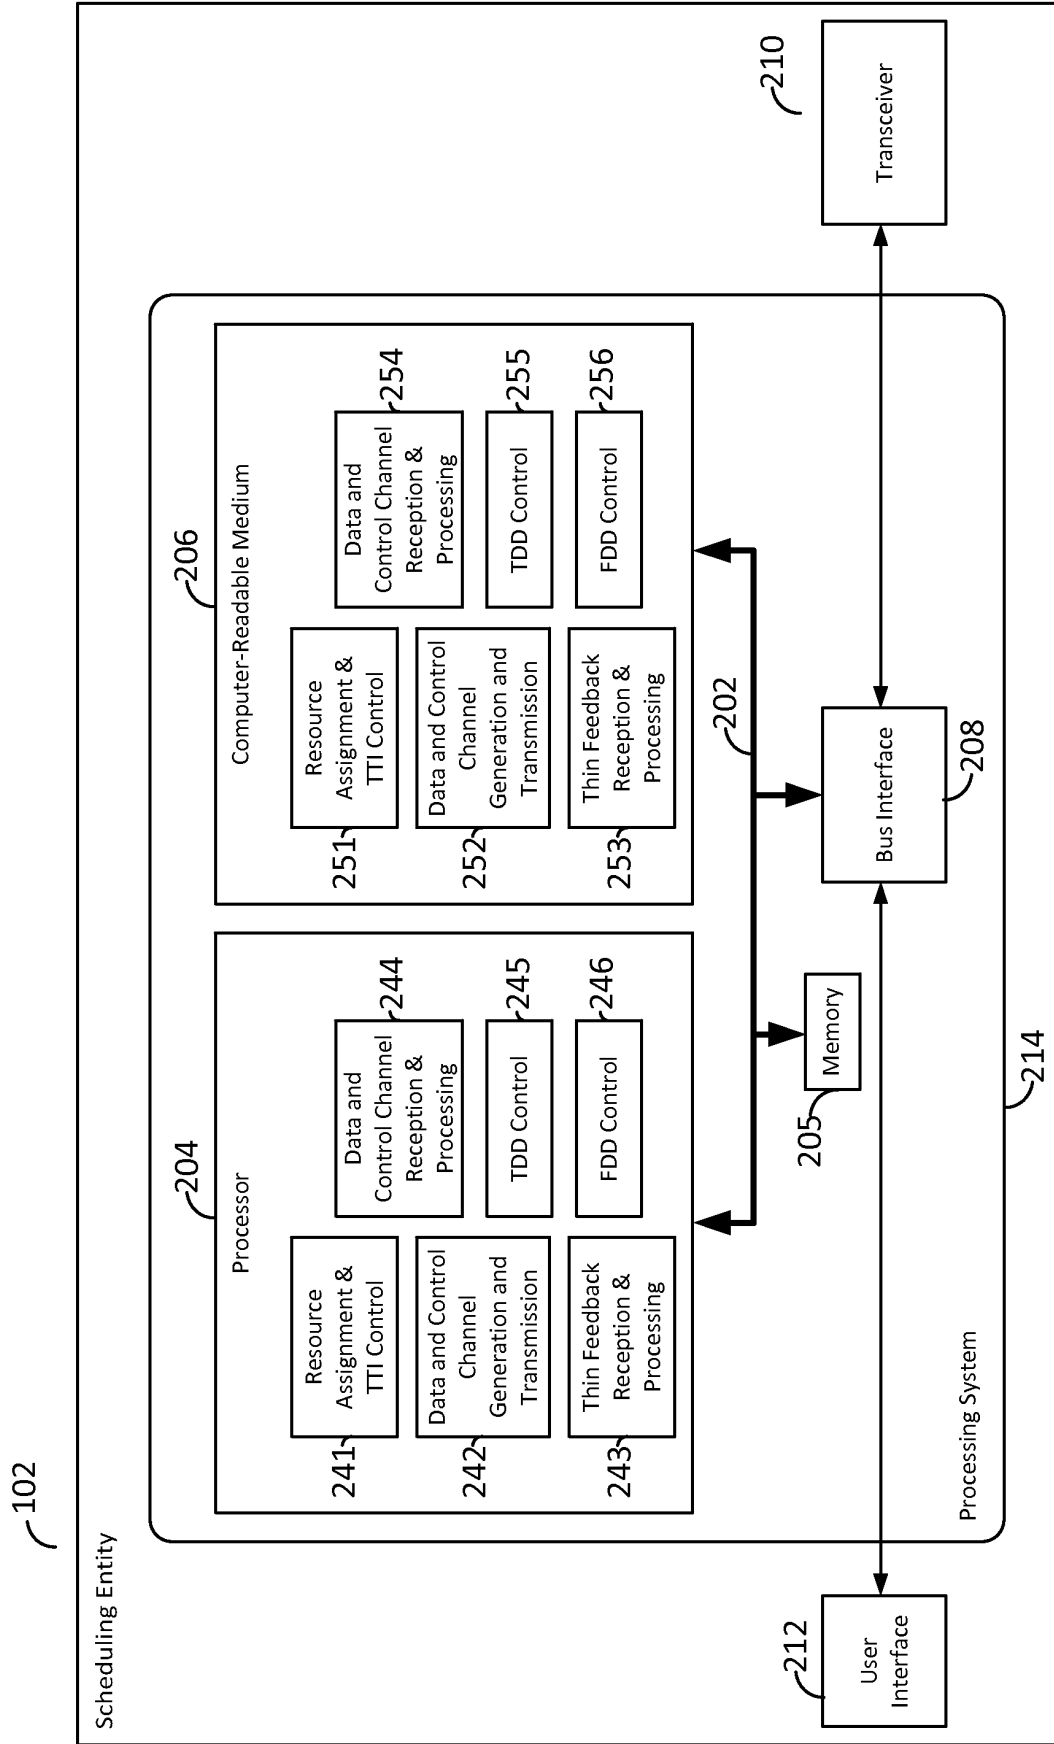 102
Scheduling Entity
204
Processor
241
Resource
Assignment &
TTI Control
242
Data and Control
Channel
Generation and
Transmission
243
Thin Feedback
Reception &
Processing
244
Data and
Control Channel
Reception &
Processing
245
TDD Control
246
FDD Control
206
Computer-Readable Medium
251
Resource
Assignment &
TTI Control
252
Data and Control
Channel
Generation and
Transmission
253
Thin Feedback
Reception &
Processing
254
Data and
Control Channel
Reception &
Processing
255
TDD Control
256
FDD Control
202
205
Memory
Processing System
214
212
User
Interface
Bus Interface
208
210
Transceiver